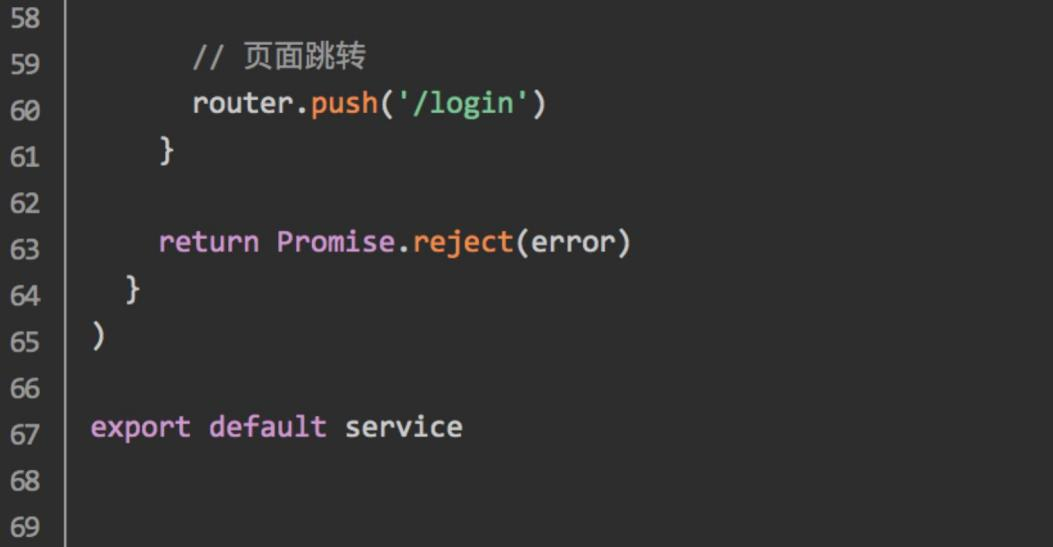 58
59 // 页面跳转
60 router.push('/login')
61 }
62
63 return Promise.reject(error)
64 }
65 )
66
67 export default service
68
69